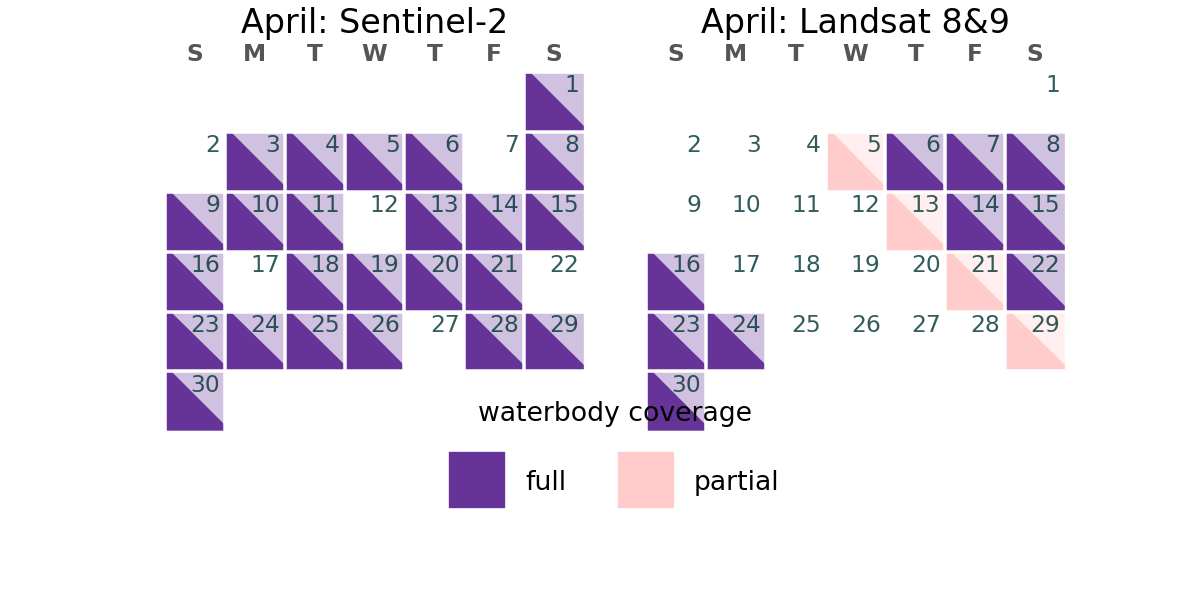 April: Sentinel-2
S M T W T F S
1
2 3 4 5 6 7 8
9 10 11 12 13 14 15
16 17 18 19 20 21 22
23 24 25 26 27 28 29
30
April: Landsat 8&9
S M T W T F S
1
2 3 4 5 6 7 8
9 10 11 12 13 14 15
16 17 18 19 20 21 22
23 24 25 26 27 28 29
30
waterbody coverage
full
partial